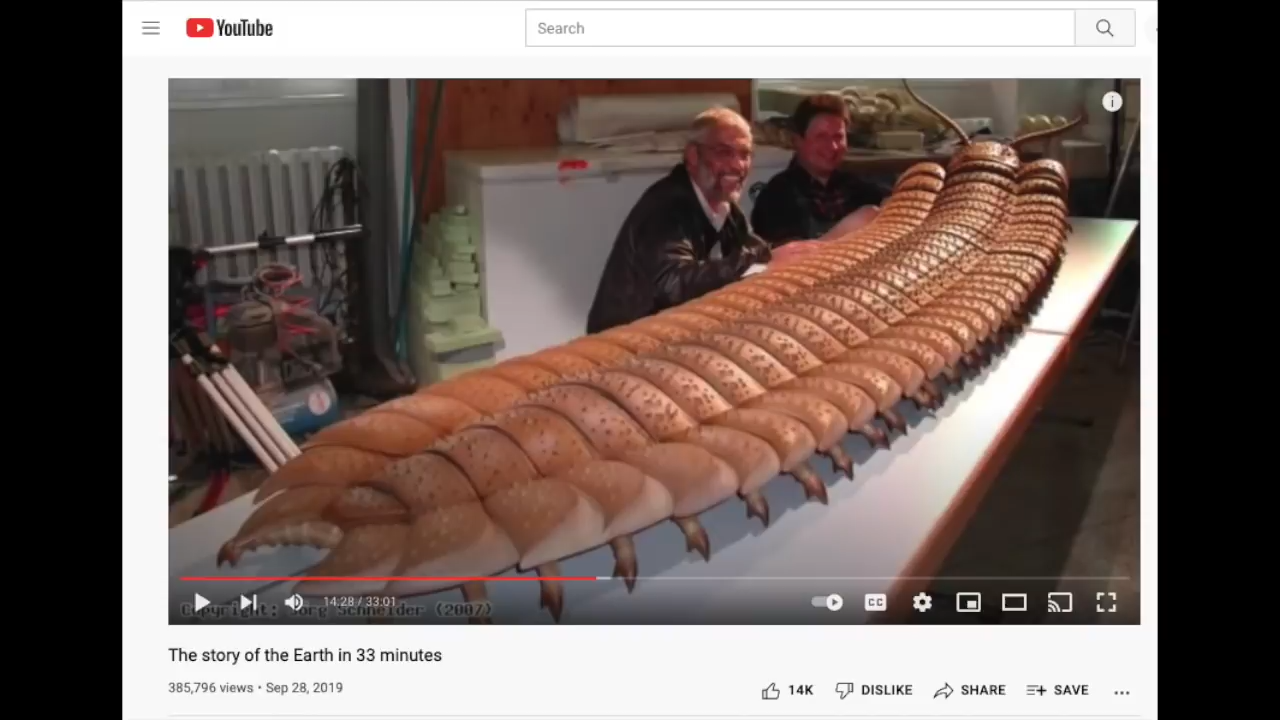 YouTube
Search
14:28 / 33:01
CC
Copyright: Jorg Schneider (2007)
The story of the Earth in 33 minutes
385,796 views • Sep 28, 2019
14K DISLIKE SHARE SAVE